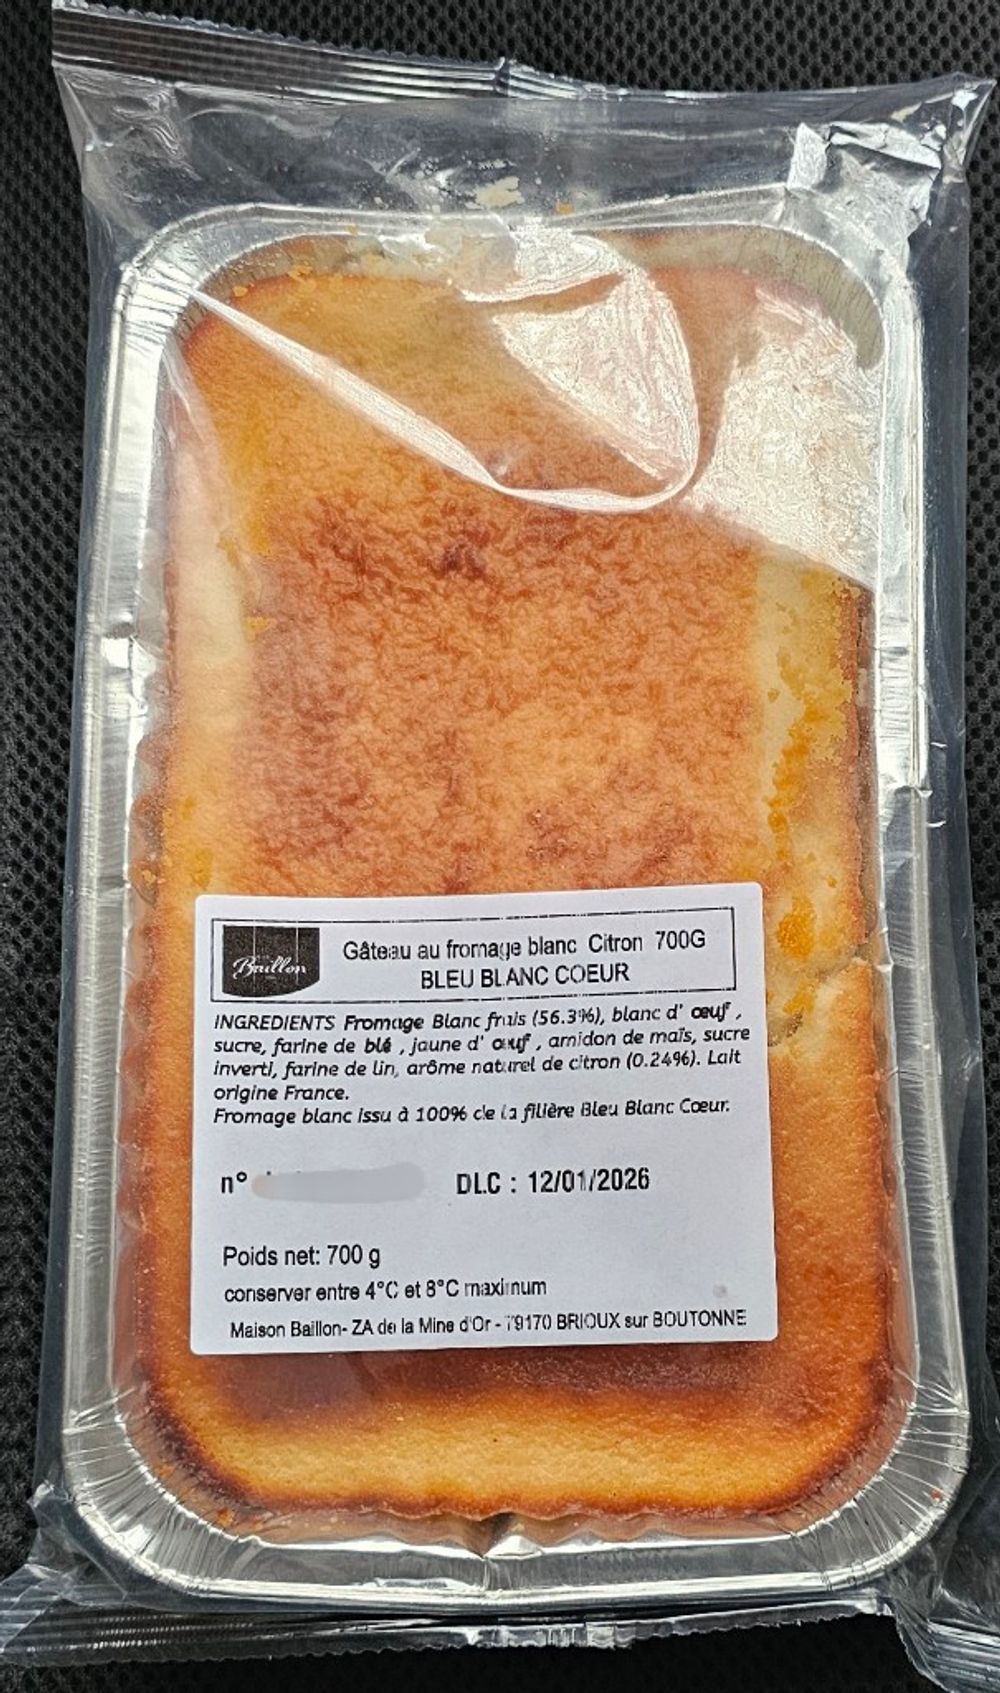 Baillon
Gâteau au fromage blanc Citron 700G
BLEU BLANC COEUR
INGREDIENTS Fromage Blanc frais (56.3%), blanc d' œuf ,
sucre, farine de blé , jaune d' œuf , amidon de maïs, sucre
inverti, farine de lin, arôme naturel de citron (0.24%). Lait
origine France.
Fromage blanc issu à 100% de la filière Bleu Blanc Cœur.
n°
DLC : 12/01/2026
Poids net: 700 g
conserver entre 4°C et 8°C maximum
Maison Baillon- ZA de la Mine d'Or - 79170 BRIOUX sur BOUTONNE